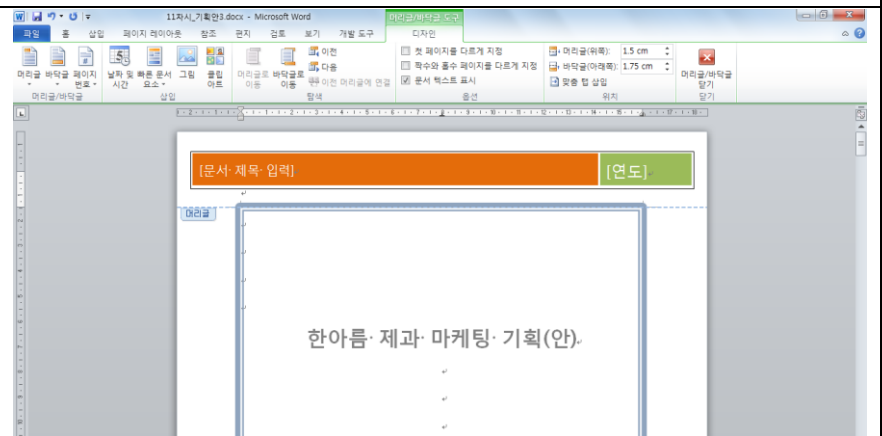 11차시_기획안3.docx - Microsoft Word
머리글/바닥글 도구
파일 홈 삽입 페이지 레이아웃 참조 편지 검토 보기 개발 도구 디자인
머리글 바닥글 페이지 번호
날짜 및 시간 빠른 문서 요소 그림 클립 아트
머리글로 이동 바닥글로 이동
이전
다음
이전 머리글에 연결
첫 페이지를 다르게 지정
짝수와 홀수 페이지를 다르게 지정
문서 텍스트 표시
머리글(위쪽): 1.5 cm
바닥글(아래쪽): 1.75 cm
맞춤 탭 삽입
머리글/바닥글 닫기
머리글/바닥글 삽입 탐색 옵션 위치 닫기
[문서 제목 입력] [연도]
머리글
한아름 제과 마케팅 기획(안)